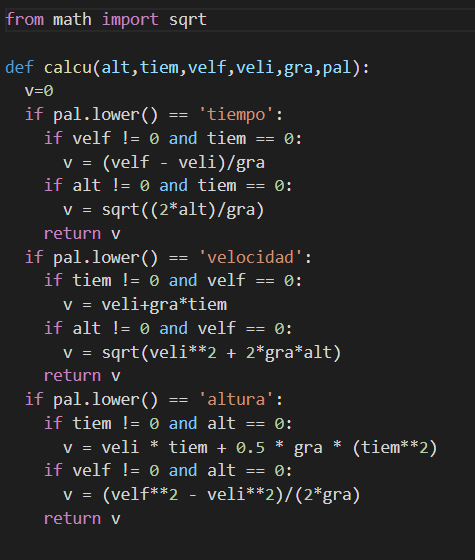 from math import sqrt

def calcu(alt,tiem,velf,veli,gra,pal):
  v=0
  if pal.lower() == 'tiempo':
    if velf != 0 and tiem == 0:
      v = (velf - veli)/gra
    if alt != 0 and tiem == 0:
      v = sqrt((2*alt)/gra)
    return v
  if pal.lower() == 'velocidad':
    if tiem != 0 and velf == 0:
      v = veli+gra*tiem
    if alt != 0 and velf == 0:
      v = sqrt(veli**2 + 2*gra*alt)
    return v
  if pal.lower() == 'altura':
    if tiem != 0 and alt == 0:
      v = veli * tiem + 0.5 * gra * (tiem**2)
    if velf != 0 and alt == 0:
      v = (velf**2 - veli**2)/(2*gra)
    return v